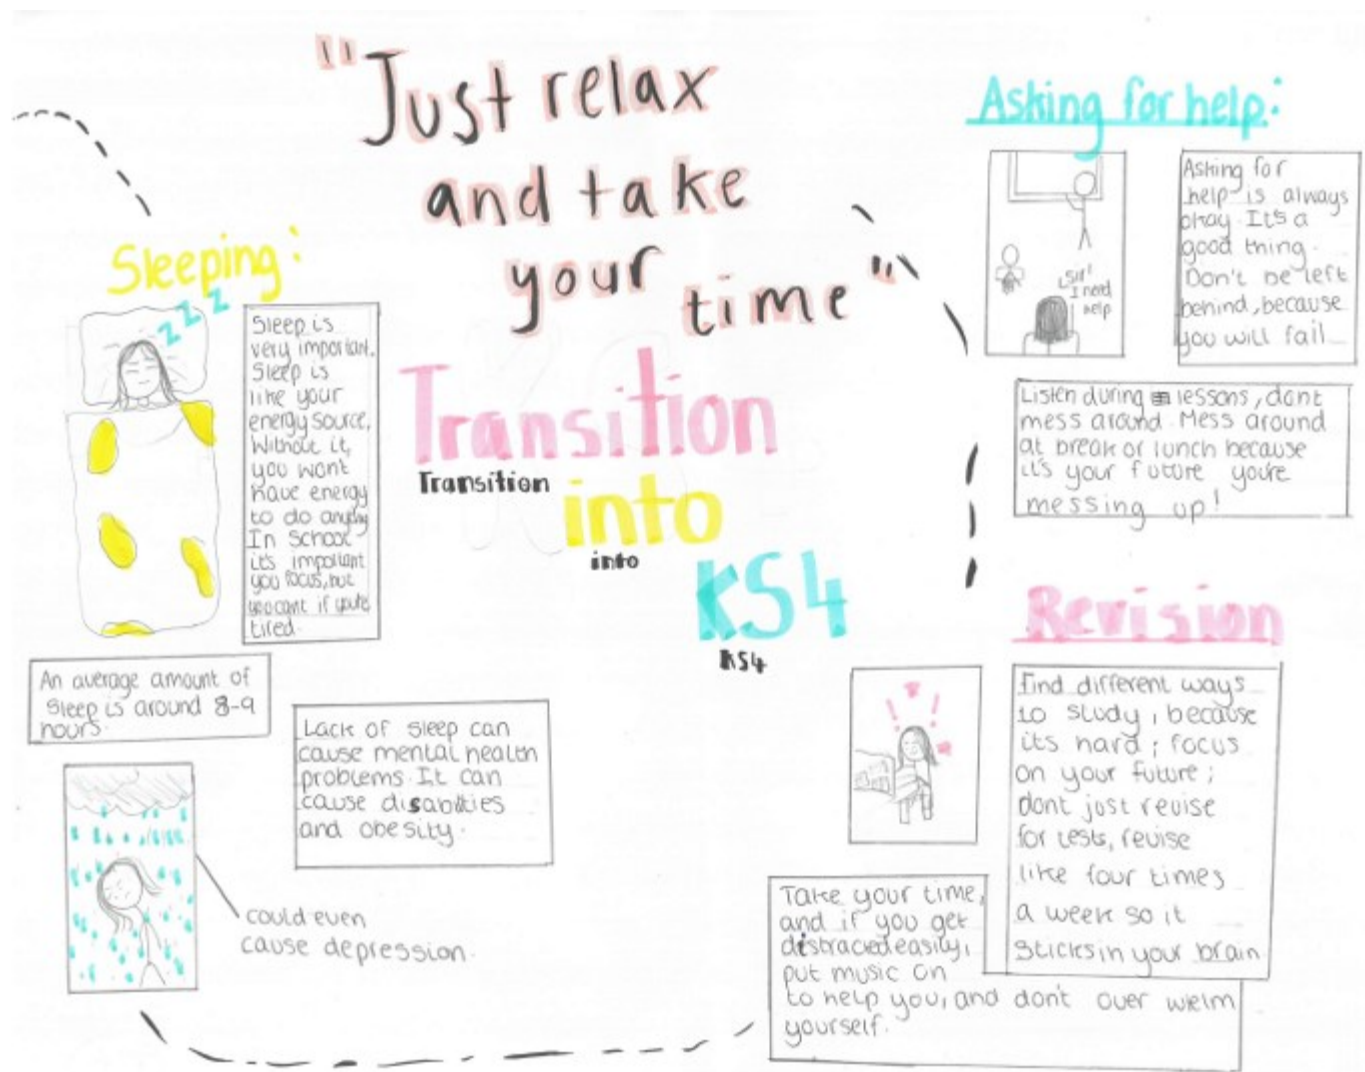 "Just relax
and take
your
time"
Sleeping:
z z z
Sleep is
very important.
Sleep is
like your
energy source,
Without it,
you wont
have energy
to do anything
In School
it's important
you focus, but
you cant if you're
tired.
An average amount of
Sleep is around 8-9
hours.
Lack of sleep can
cause mental health
problems. It can
cause disabilties
and obesity.
could even
cause depression.
Transition
Transition
into
into
KS4
KS4
Asking for help:
Sir!
I need
help
Asking for
help is always
okay. It's a
good thing.
Don't be left
behind, because
you will fail
Listen during lessons, dont
mess around. Mess around
at break or lunch because
it's your future you're
messing up!
Revision
! ! !
find different ways
to study, because
its hard; focus
on your future;
dont just revise
for tests, revise
like four times
a week so it
sticks in your brain
Take your time,
and if you get
distraced easily,
put music on
to help you, and don't over welm
yourself.